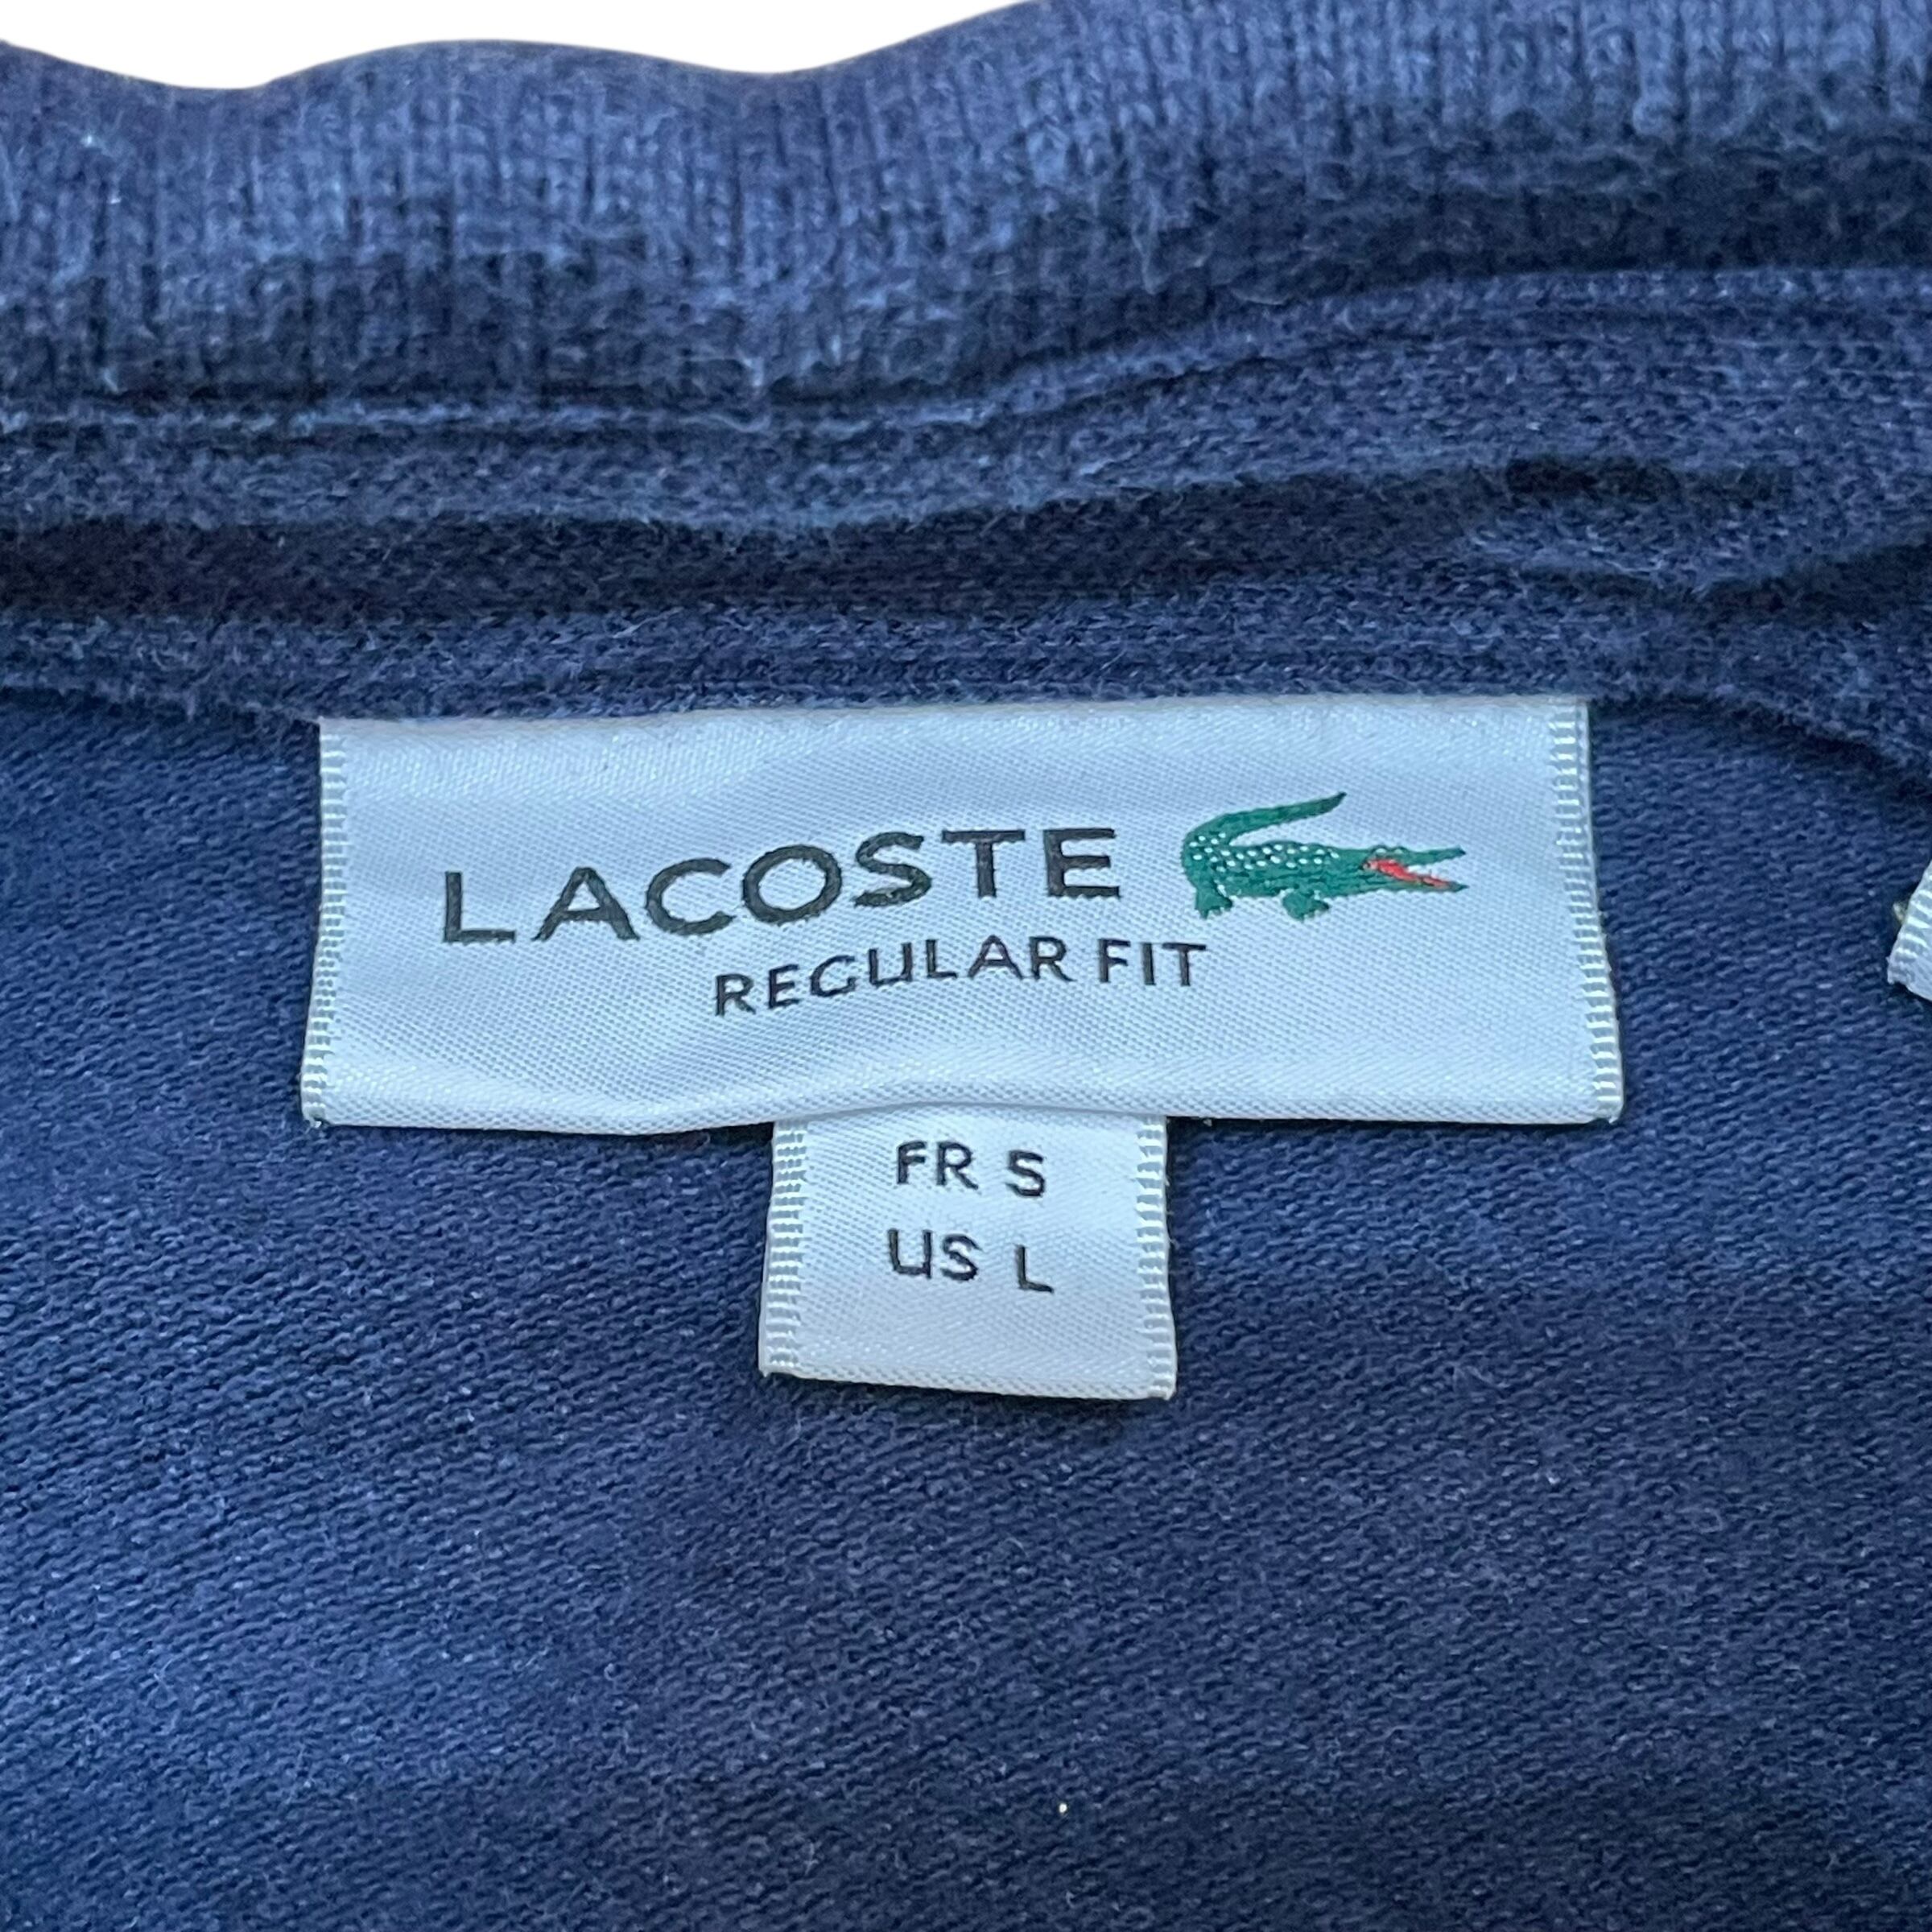 LACOSTE
REGULAR FIT
FR S
US L